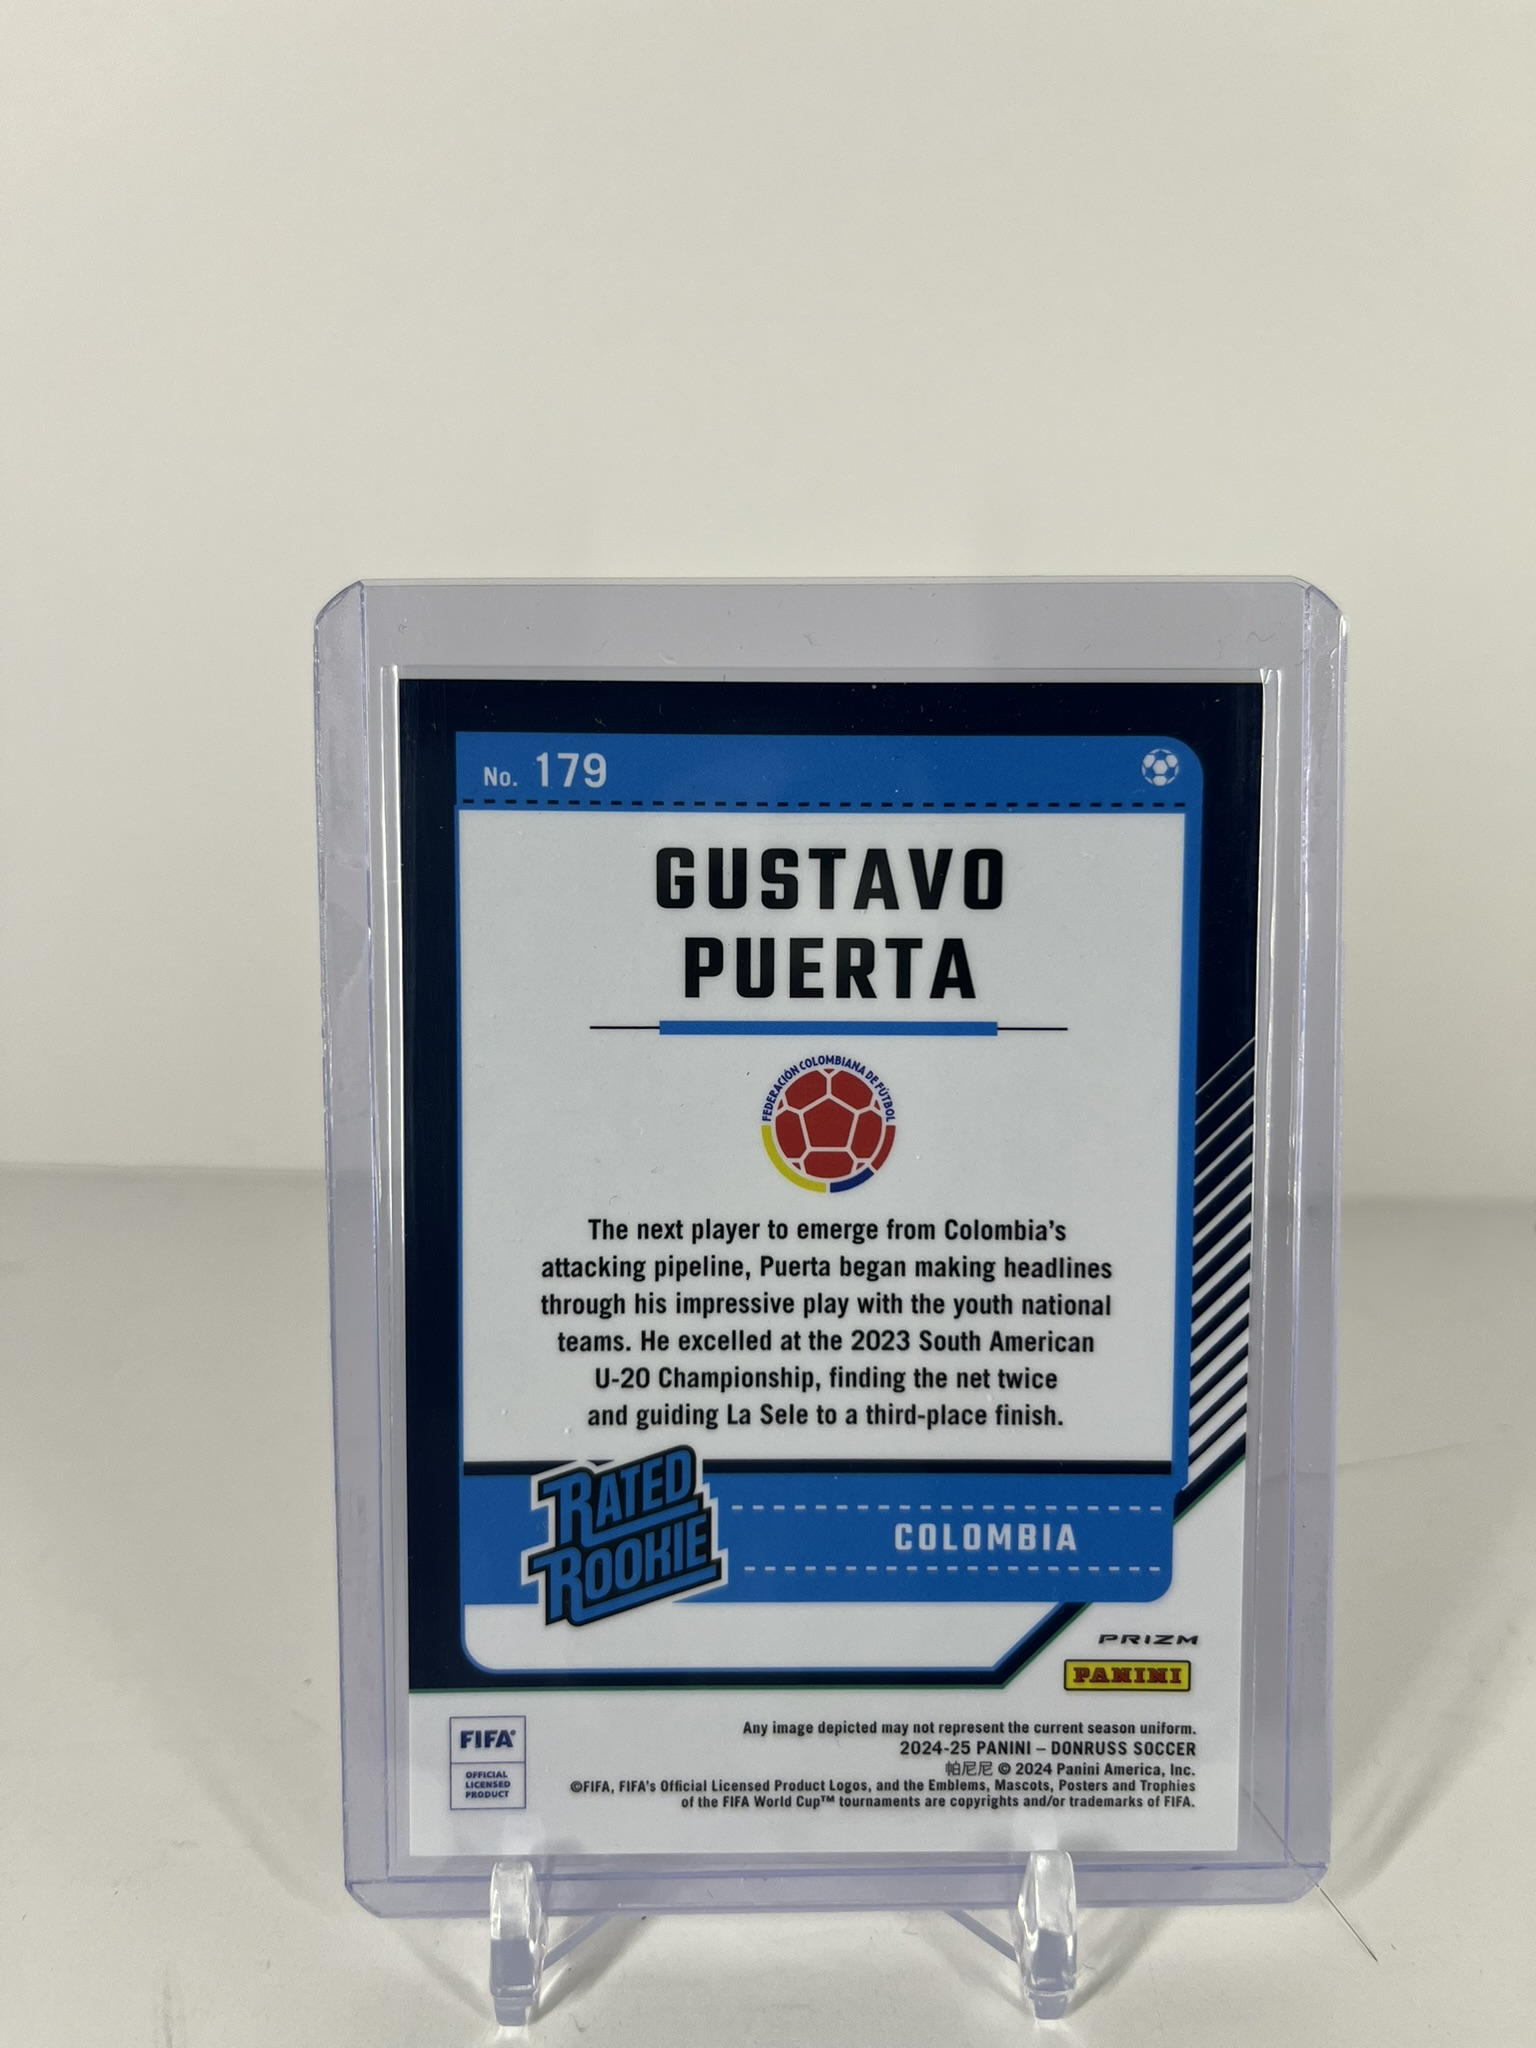 No. 179
GUSTAVO
PUERTA
FEDERACIÓN COLOMBIANA DE FÚTBOL
The next player to emerge from Colombia's
attacking pipeline, Puerta began making headlines
through his impressive play with the youth national
teams. He excelled at the 2023 South American
U-20 Championship, finding the net twice
and guiding La Sele to a third-place finish.
RATED
ROOKIE
COLOMBIA
PRIZM
PANINI
FIFA®
OFFICIAL
LICENSED
PRODUCT
Any image depicted may not represent the current season uniform.
2024-25 PANINI – DONRUSS SOCCER
帕尼尼 © 2024 Panini America, Inc.
©FIFA, FIFA's Official Licensed Product Logos, and the Emblems, Mascots, Posters and Trophies
of the FIFA World Cup™ tournaments are copyrights and/or trademarks of FIFA.